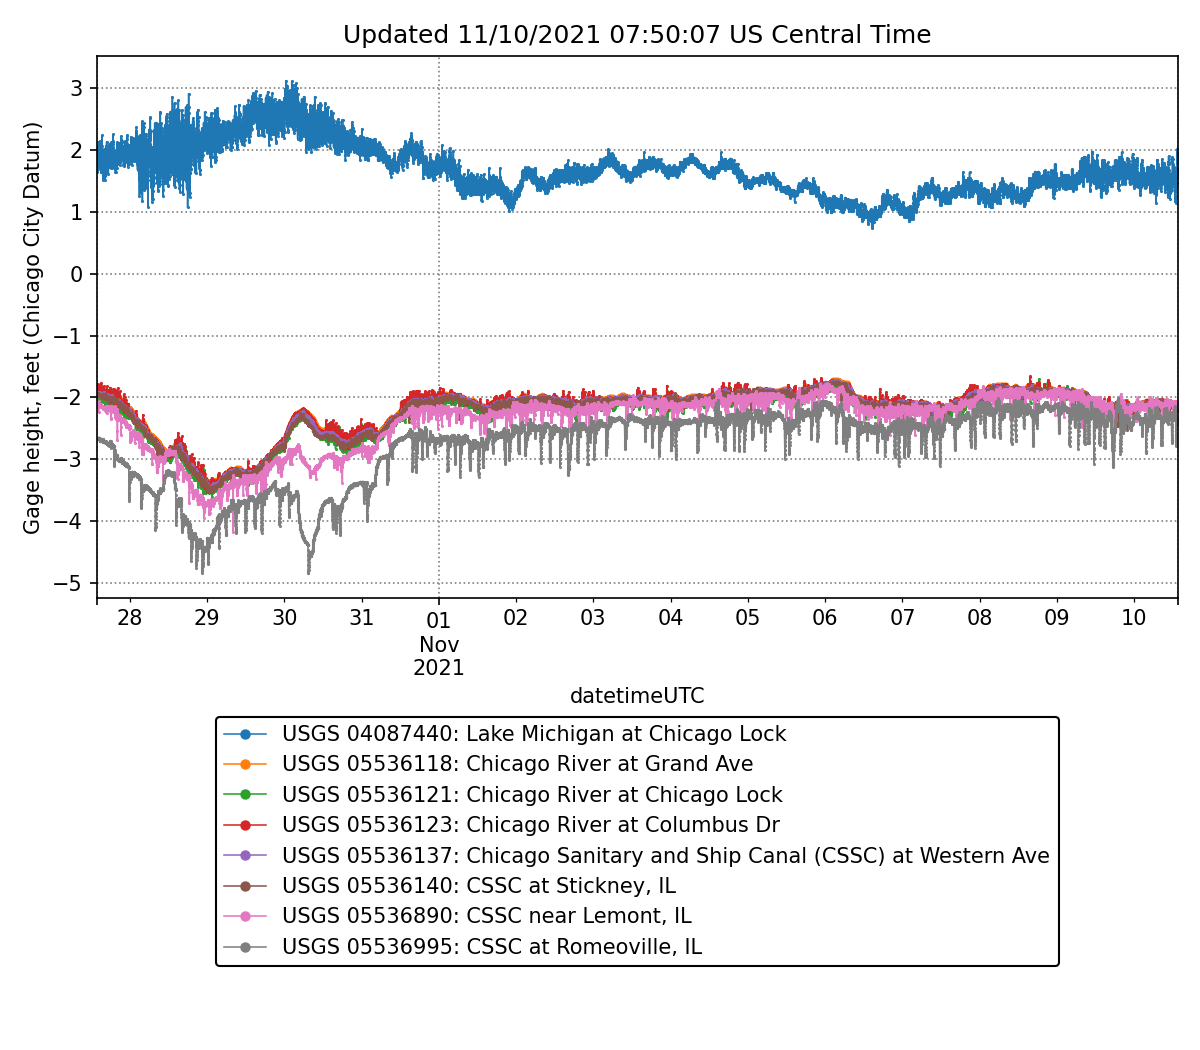 Updated 11/10/2021 07:50:07 US Central Time
Gage height, feet (Chicago City Datum)
3
2
1
0
−1
−2
−3
−4
−5
28 29 30 31 01 02 03 04 05 06 07 08 09 10
Nov
2021
datetimeUTC
USGS 04087440: Lake Michigan at Chicago Lock
USGS 05536118: Chicago River at Grand Ave
USGS 05536121: Chicago River at Chicago Lock
USGS 05536123: Chicago River at Columbus Dr
USGS 05536137: Chicago Sanitary and Ship Canal (CSSC) at Western Ave
USGS 05536140: CSSC at Stickney, IL
USGS 05536890: CSSC near Lemont, IL
USGS 05536995: CSSC at Romeoville, IL